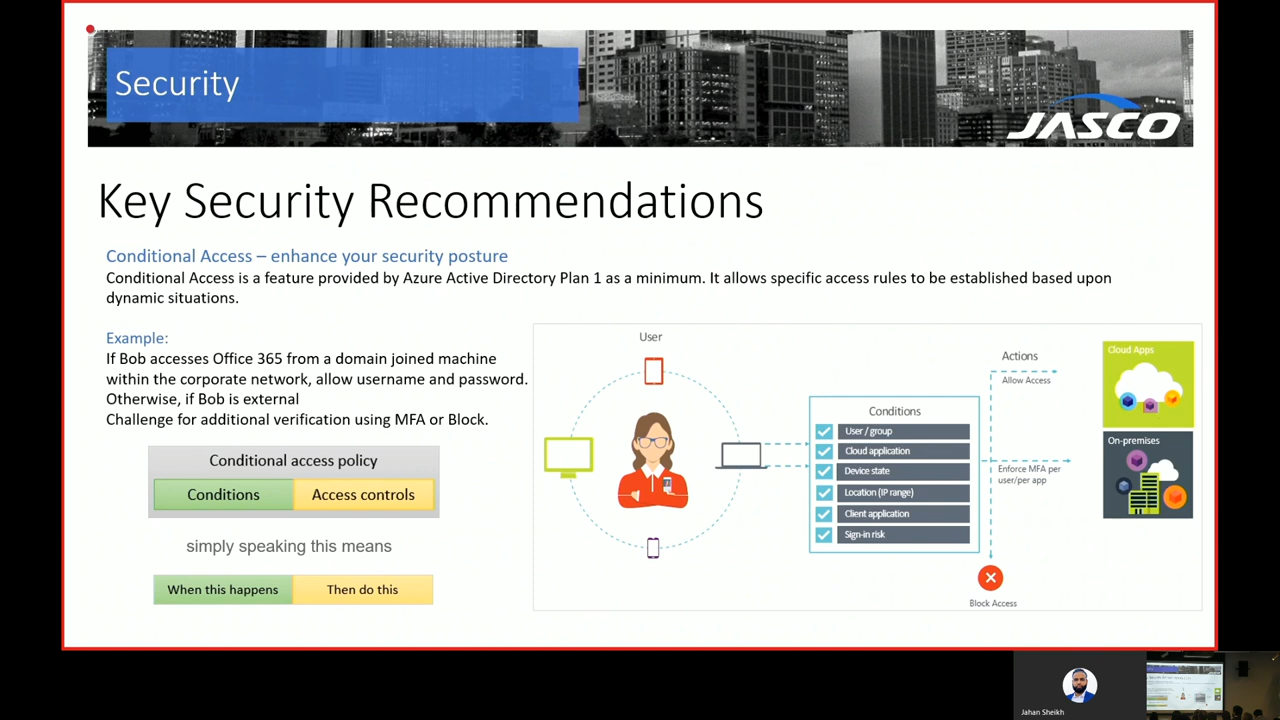 Security
JASCO
Key Security Recommendations
Conditional Access – enhance your security posture
Conditional Access is a feature provided by Azure Active Directory Plan 1 as a minimum. It allows specific access rules to be established based upon
dynamic situations.
Example:
If Bob accesses Office 365 from a domain joined machine
within the corporate network, allow username and password.
Otherwise, if Bob is external
Challenge for additional verification using MFA or Block.
Conditional access policy
Conditions
Access controls
simply speaking this means
When this happens
Then do this
User
Conditions
User / group
Cloud application
Device state
Location (IP range)
Client application
Sign-in risk
Actions
Allow Access
Enforce MFA per
user/per app
Block Access
Cloud Apps
On-premises
Jahan Sheikh